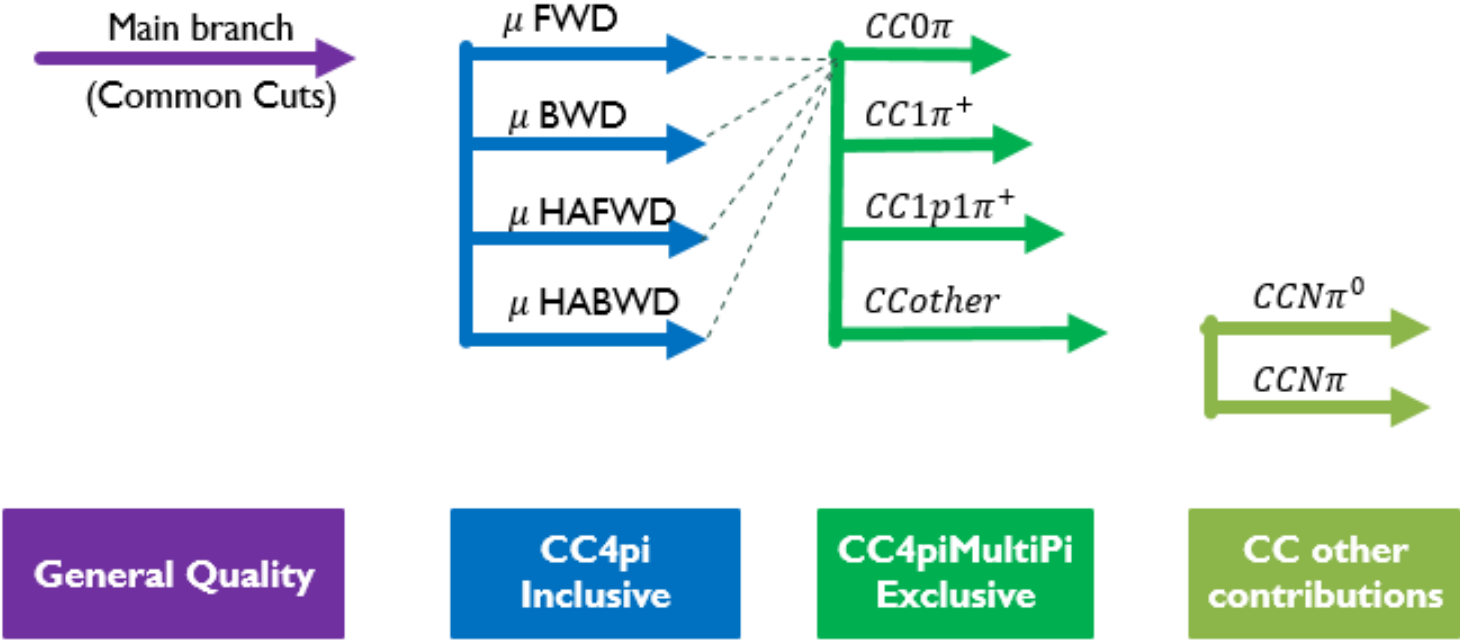 Main branch
(Common Cuts)
μ FWD
μ BWD
μ HAFWD
μ HABWD
CC0π
CC1π⁺
CC1p1π⁺
CCother
CCNπ⁰
CCNπ
General Quality
CC4pi
Inclusive
CC4piMultiPi
Exclusive
CC other
contributions